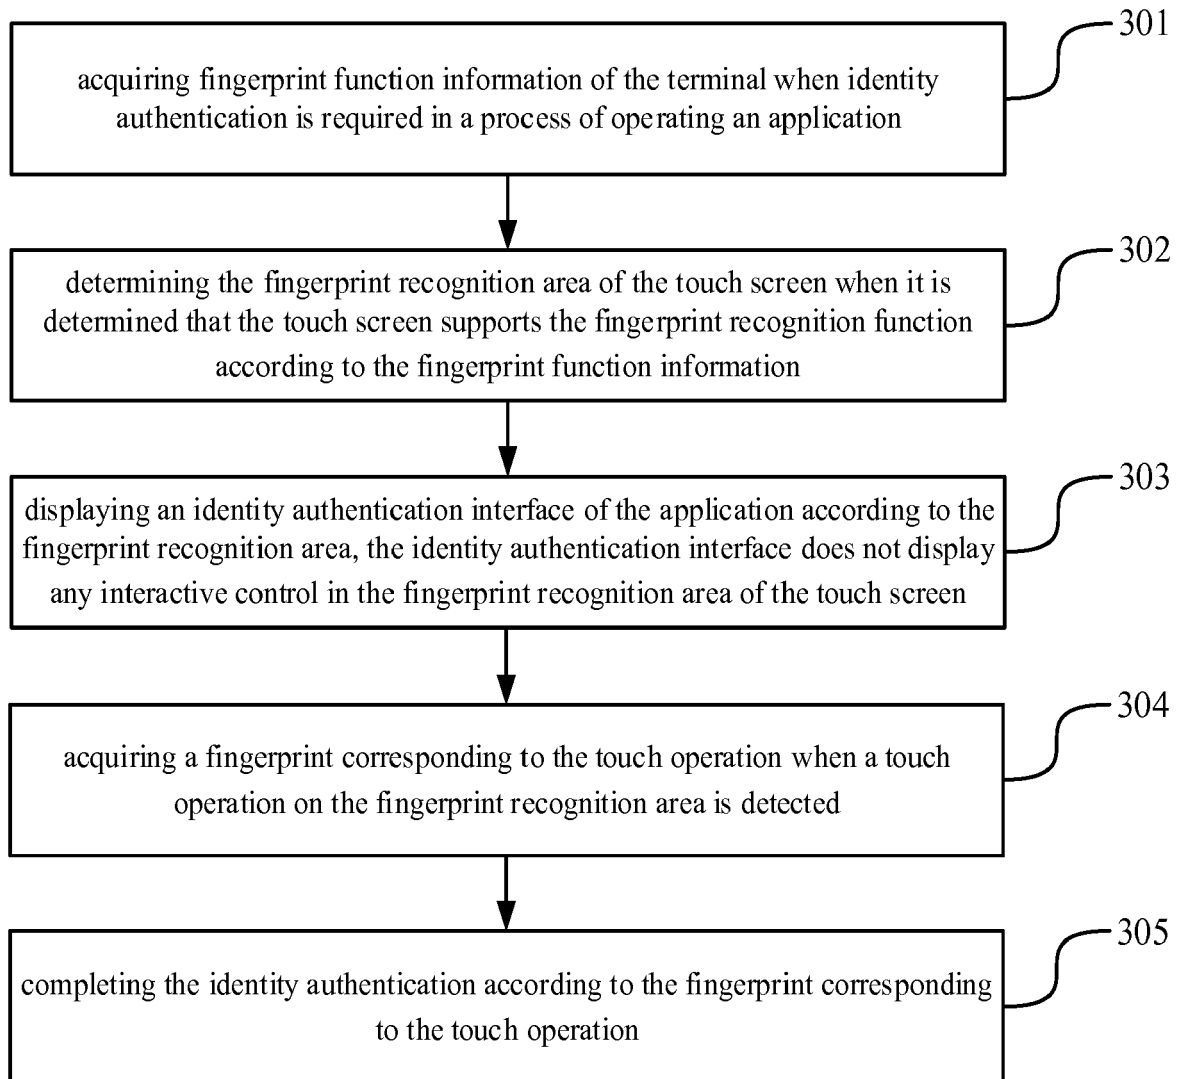 301
acquiring fingerprint function information of the terminal when identity
authentication is required in a process of operating an application
302
determining the fingerprint recognition area of the touch screen when it is
determined that the touch screen supports the fingerprint recognition function
according to the fingerprint function information
303
displaying an identity authentication interface of the application according to the
fingerprint recognition area, the identity authentication interface does not display
any interactive control in the fingerprint recognition area of the touch screen
304
acquiring a fingerprint corresponding to the touch operation when a touch
operation on the fingerprint recognition area is detected
305
completing the identity authentication according to the fingerprint corresponding
to the touch operation